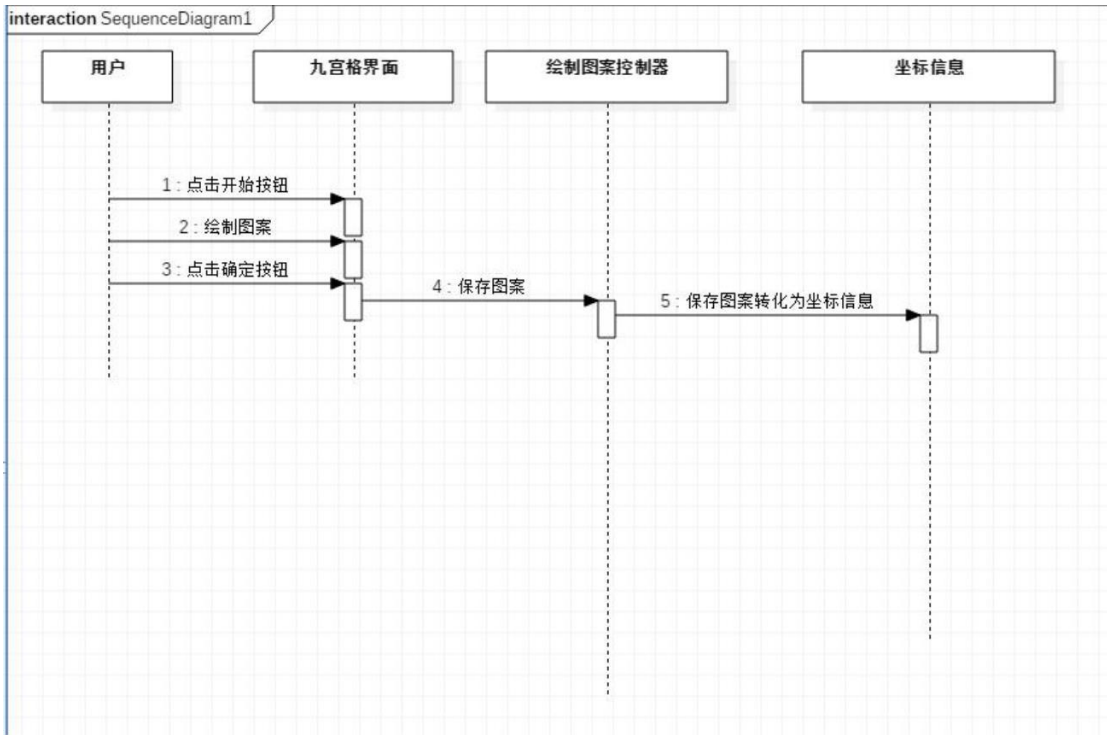 interaction SequenceDiagram1
用户
九宫格界面
绘制图案控制器
坐标信息
1 : 点击开始按钮
2 : 绘制图案
3 : 点击确定按钮
4 : 保存图案
5 : 保存图案转化为坐标信息